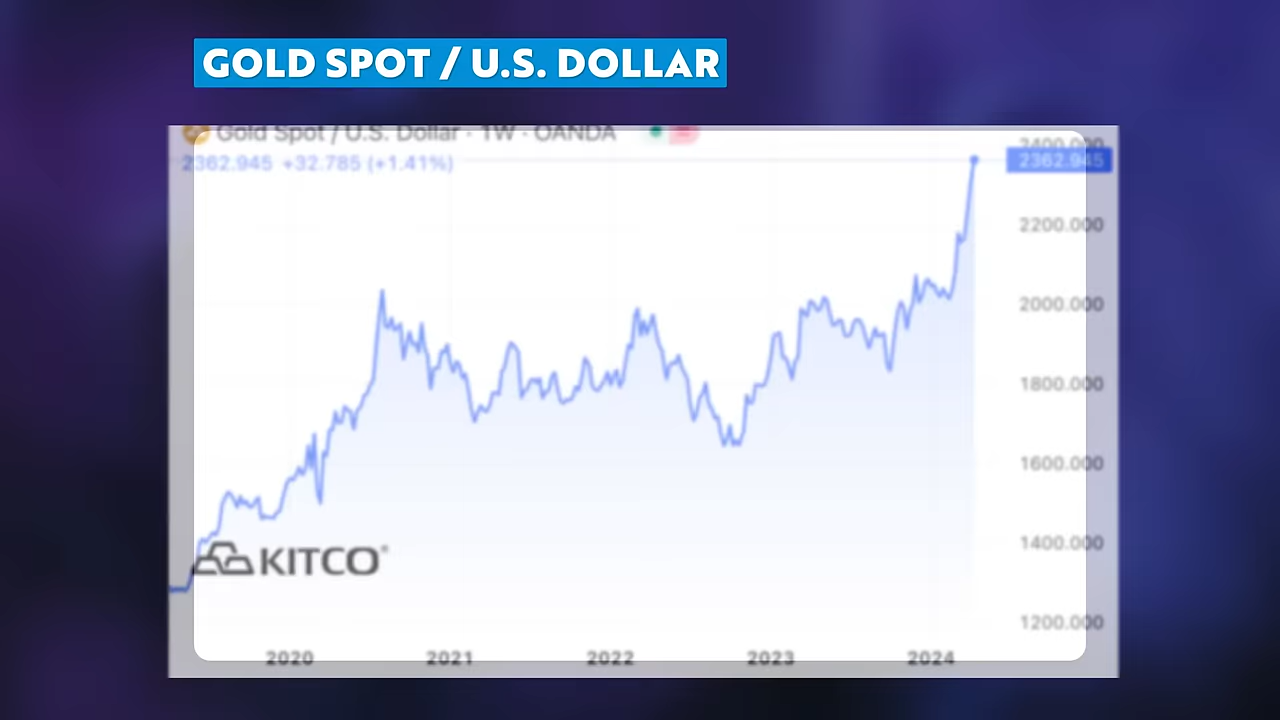 GOLD SPOT / U.S. DOLLAR
Gold Spot / U.S. Dollar · 1W · OANDA
2362.945 +32.785 (+1.41%)
2400.000
2362.945
2200.000
2000.000
1800.000
1600.000
1400.000
1200.000
KITCO®
2020 2021 2022 2023 2024